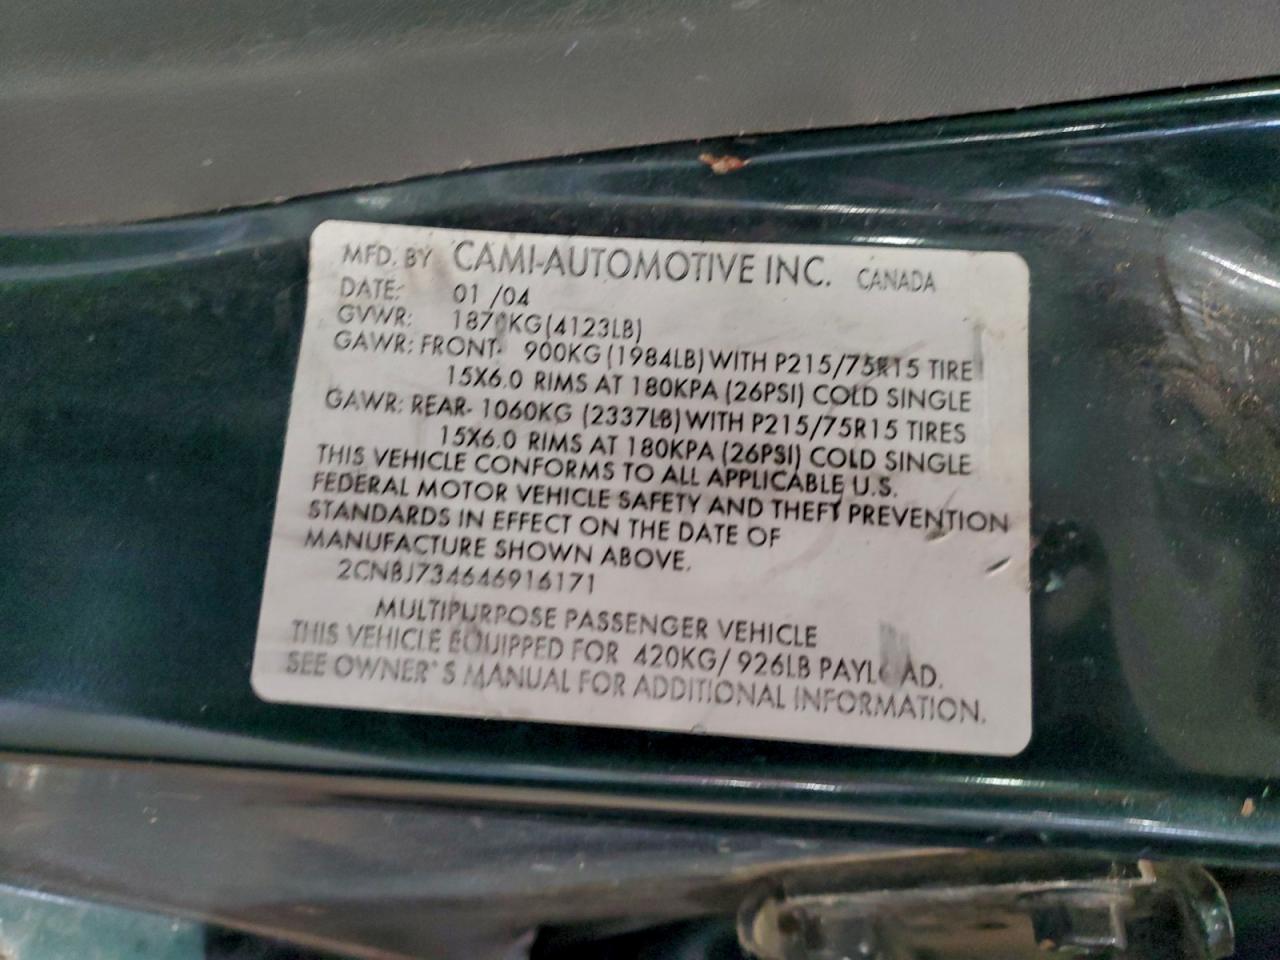 MFD. BY CAMI-AUTOMOTIVE INC. CANADA
DATE: 01 /04
GVWR: 1870KG(4123LB)
GAWR: FRONT- 900KG (1984LB) WITH P215/75R15 TIRE
15X6.0 RIMS AT 180KPA (26PSI) COLD SINGLE
GAWR: REAR- 1060KG (2337LB) WITH P215/75R15 TIRES
15X6.0 RIMS AT 180KPA (26PSI) COLD SINGLE
THIS VEHICLE CONFORMS TO ALL APPLICABLE U.S.
FEDERAL MOTOR VEHICLE SAFETY AND THEFT PREVENTION
STANDARDS IN EFFECT ON THE DATE OF
MANUFACTURE SHOWN ABOVE.
2CNBJ734646916171
MULTIPURPOSE PASSENGER VEHICLE
THIS VEHICLE EQUIPPED FOR 420KG/ 926LB PAYLOAD.
SEE OWNER'S MANUAL FOR ADDITIONAL INFORMATION.